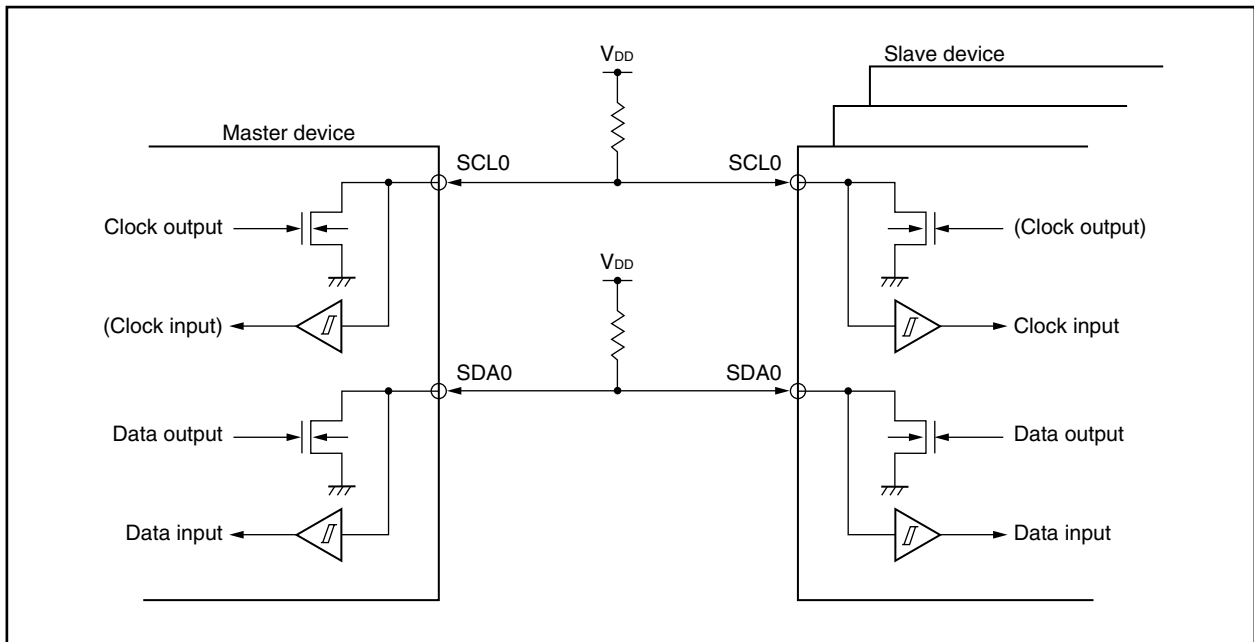 VDD
Slave device
Master device
SCL0
SCL0
Clock output
(Clock output)
VDD
(Clock input)
Clock input
SDA0
SDA0
Data output
Data output
Data input
Data input